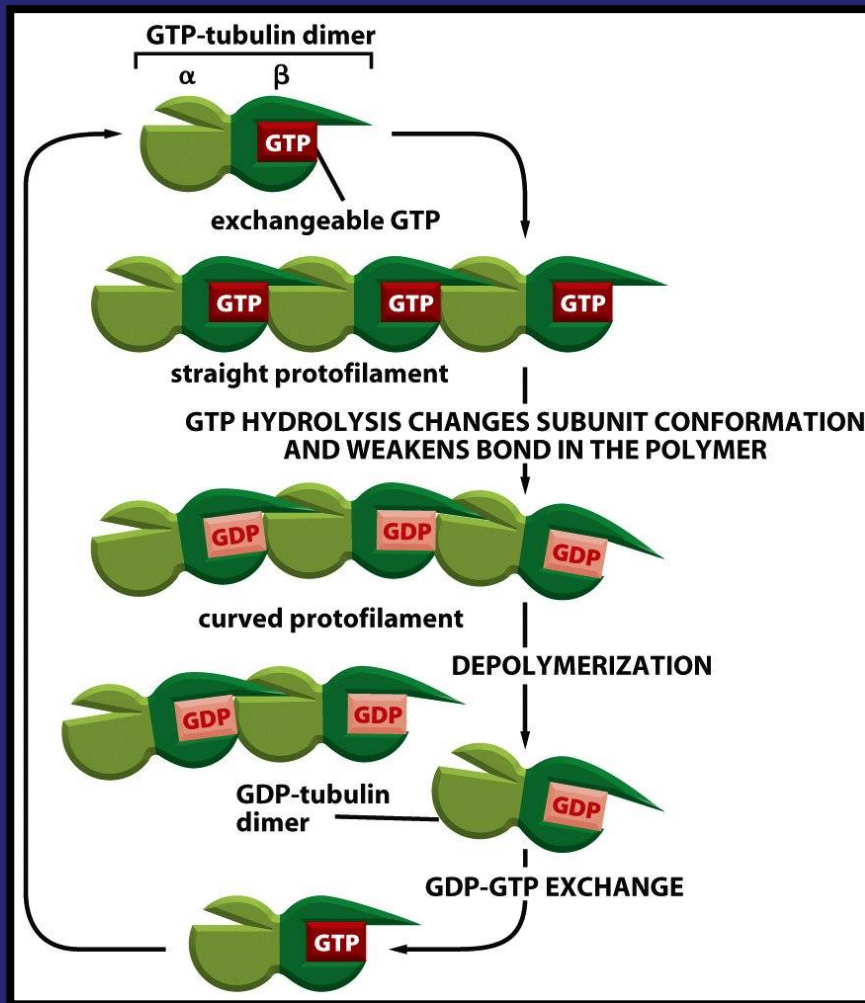 GTP-tubulin dimer
α β
GTP
exchangeable GTP
GTP GTP GTP
straight protofilament
GTP HYDROLYSIS CHANGES SUBUNIT CONFORMATION
AND WEAKENS BOND IN THE POLYMER
GDP GDP GDP
curved protofilament
DEPOLYMERIZATION
GDP GDP
GDP-tubulin
dimer
GDP
GDP-GTP EXCHANGE
GTP